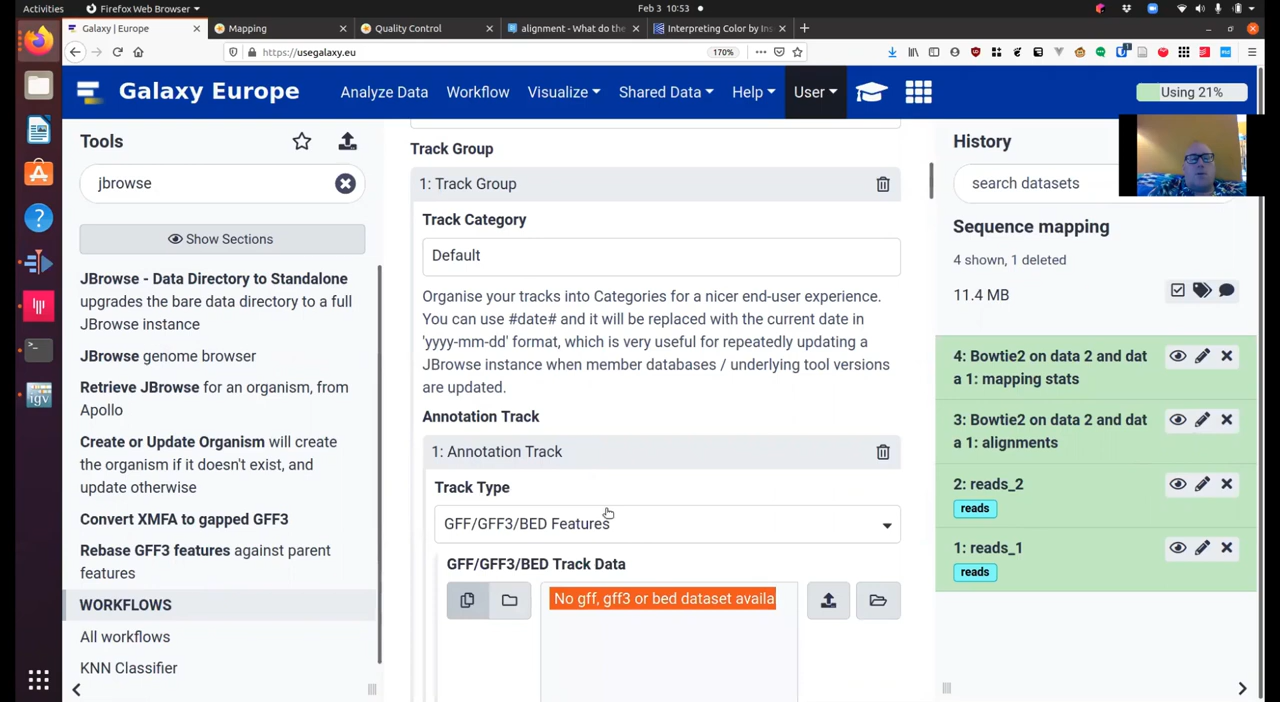 Activities
Firefox Web Browser
Feb 3 10:53
Galaxy | Europe
Mapping
Quality Control
alignment - What do the
Interpreting Color by Ins
https://usegalaxy.eu
170%
Galaxy Europe
Analyze Data
Workflow
Visualize
Shared Data
Help
User
Using 21%
Tools
jbrowse
Show Sections
JBrowse - Data Directory to Standalone
upgrades the bare data directory to a full
JBrowse instance
JBrowse genome browser
Retrieve JBrowse for an organism, from
Apollo
Create or Update Organism will create
the organism if it doesn't exist, and
update otherwise
Convert XMFA to gapped GFF3
Rebase GFF3 features against parent
features
WORKFLOWS
All workflows
KNN Classifier
Track Group
1: Track Group
Track Category
Default
Organise your tracks into Categories for a nicer end-user experience.
You can use #date# and it will be replaced with the current date in
'yyyy-mm-dd' format, which is very useful for repeatedly updating a
JBrowse instance when member databases / underlying tool versions
are updated.
Annotation Track
1: Annotation Track
Track Type
GFF/GFF3/BED Features
GFF/GFF3/BED Track Data
No gff, gff3 or bed dataset availa
History
search datasets
Sequence mapping
4 shown, 1 deleted
11.4 MB
4: Bowtie2 on data 2 and dat
a 1: mapping stats
3: Bowtie2 on data 2 and dat
a 1: alignments
2: reads_2
reads
1: reads_1
reads
igv